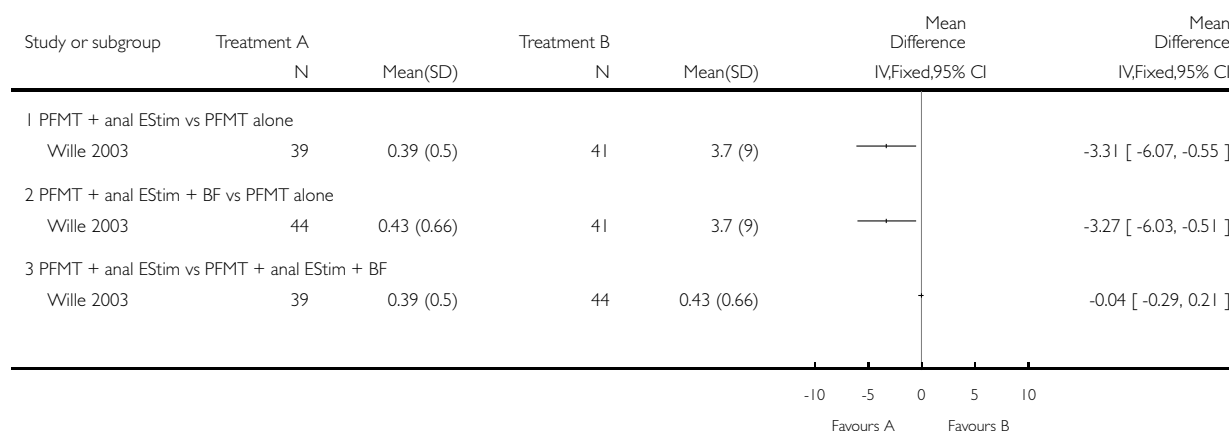 Mean Mean
Study or subgroup Treatment A Treatment B Difference Difference
N Mean(SD) N Mean(SD) IV,Fixed,95% CI IV,Fixed,95% CI
1 PFMT + anal EStim vs PFMT alone
Wille 2003 39 0.39 (0.5) 41 3.7 (9) -3.31 [ -6.07, -0.55 ]
2 PFMT + anal EStim + BF vs PFMT alone
Wille 2003 44 0.43 (0.66) 41 3.7 (9) -3.27 [ -6.03, -0.51 ]
3 PFMT + anal EStim vs PFMT + anal EStim + BF
Wille 2003 39 0.39 (0.5) 44 0.43 (0.66) -0.04 [ -0.29, 0.21 ]
-10 -5 0 5 10
Favours A Favours B